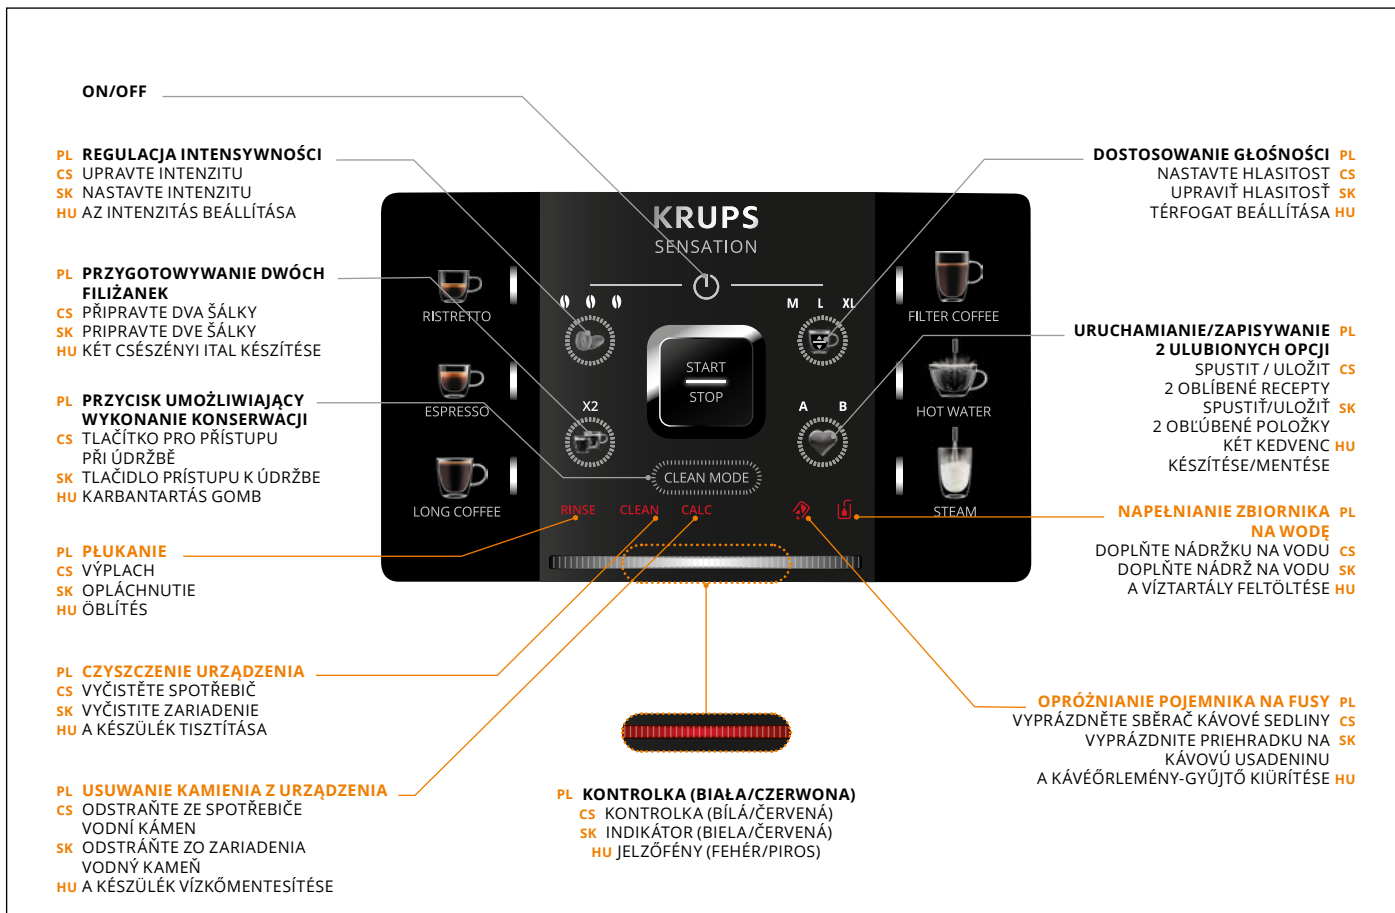 ON/OFF
PL REGULACJA INTENSYWNOŚCI
CS UPRAVTE INTENZITU
SK NASTAVTE INTENZITU
HU AZ INTENZITÁS BEÁLLÍTÁSA
PL PRZYGOTOWYWANIE DWÓCH
FILIŻANEK
CS PŘIPRAVTE DVA ŠÁLKY
SK PRIPRAVTE DVE ŠÁLKY
HU KÉT CSÉSZÉNYI ITAL KÉSZÍTÉSE
PL PRZYCISK UMOŻLIWIAJĄCY
WYKONANIE KONSERWACJI
CS TLAČÍTKO PRO PŘÍSTUPU
PŘI ÚDRŽBĚ
SK TLAČIDLO PRÍSTUPU K ÚDRŽBE
HU KARBANTARTÁS GOMB
PL PŁUKANIE
CS VÝPLACH
SK OPLÁCHNUTIE
HU ÖBLÍTÉS
PL CZYSZCZENIE URZĄDZENIA
CS VYČISTĚTE SPOTŘEBIČ
SK VYČISTITE ZARIADENIE
HU A KÉSZÜLÉK TISZTÍTÁSA
PL USUWANIE KAMIENIA Z URZĄDZENIA
CS ODSTRAŇTE ZE SPOTŘEBIČE
VODNÍ KÁMEN
SK ODSTRÁŇTE ZO ZARIADENIA
VODNÝ KAMEŇ
HU A KÉSZÜLÉK VÍZKŐMENTESÍTÉSE
KRUPS
SENSATION
RISTRETTO
ESPRESSO
LONG COFFEE
X2
START
STOP
M L XL
A B
CLEAN MODE
RINSE CLEAN CALC
FILTER COFFEE
HOT WATER
STEAM
PL KONTROLKA (BIAŁA/CZERWONA)
CS KONTROLKA (BÍLÁ/ČERVENÁ)
SK INDIKÁTOR (BIELA/ČERVENÁ)
HU JELZŐFÉNY (FEHÉR/PIROS)
DOSTOSOWANIE GŁOŚNOŚCI PL
NASTAVTE HLASITOST CS
UPRAVIŤ HLASITOSŤ SK
TÉRFOGAT BEÁLLÍTÁSA HU
URUCHAMIANIE/ZAPISYWANIE PL
2 ULUBIONYCH OPCJI
SPUSTIT / ULOŽIT CS
2 OBLÍBENÉ RECEPTY
SPUSTIŤ/ULOŽIŤ SK
2 OBĽÚBENÉ POLOŽKY
KÉT KEDVENC HU
KÉSZÍTÉSE/MENTÉSE
NAPEŁNIANIE ZBIORNIKA PL
NA WODĘ
DOPLŇTE NÁDRŽKU NA VODU CS
DOPLŇTE NÁDRŽ NA VODU SK
A VÍZTARTÁLY FELTÖLTÉSE HU
OPRÓŻNIANIE POJEMNIKA NA FUSY PL
VYPRÁZDNĚTE SBĚRAČ KÁVOVÉ SEDLINY CS
VYPRÁZDNITE PRIEHRADKU NA SK
KÁVOVÚ USADENINU
A KÁVÉŐRLEMÉNY-GYŰJTŐ KIÜRÍTÉSE HU